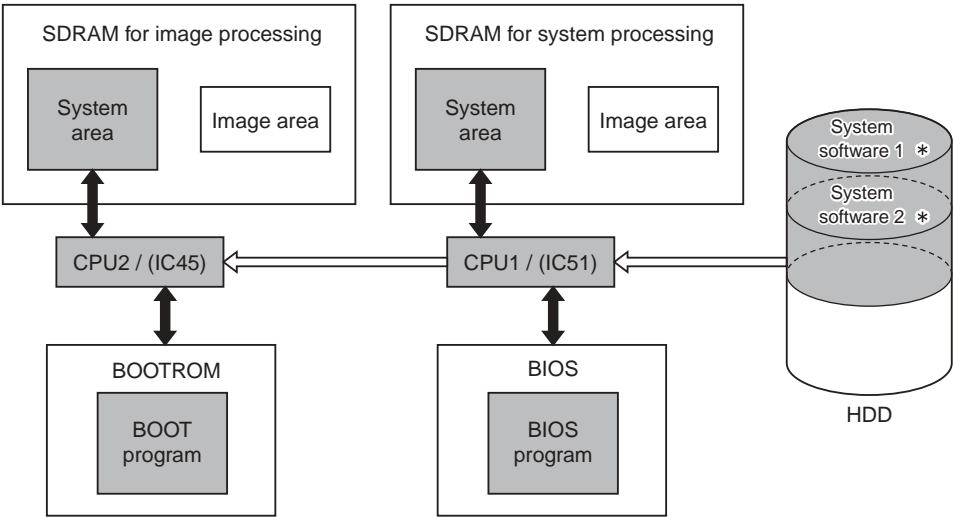 SDRAM for image processing
System
area
Image area
SDRAM for system processing
System
area
Image area
System
software 1 *
System
software 2 *
CPU2 / (IC45)
CPU1 / (IC51)
BOOTROM
BOOT
program
BIOS
BIOS
program
HDD